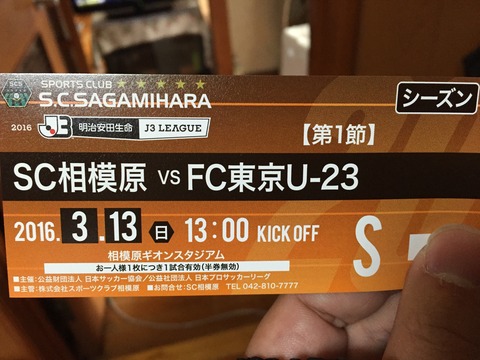 SPORTS CLUB ★★★★★
S.C.SAGAMIHARA
シーズン
2016 J3 明治安田生命 J3 LEAGUE
【第1節】
SC相模原 VS FC東京U-23
2016.3.13(日) 13:00 KICK OFF
S
相模原ギオンスタジアム
お一人様1枚につき1試合有効(半券無効)
■主催:公益財団法人 日本サッカー協会/公益社団法人 日本プロサッカーリーグ
■主管:株式会社スポーツクラブ相模原 ■お問合せ:SC相模原 TEL 042-810-7777